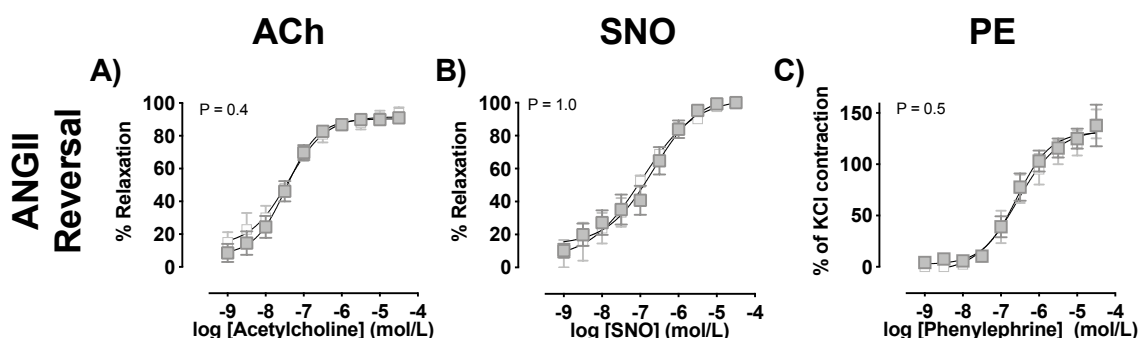 ACh SNO PE
ANGII
Reversal
A) B) C)
P = 0.4
% Relaxation
100
80
60
40
20
0
-9 -8 -7 -6 -5 -4
log [Acetylcholine] (mol/L)
P = 1.0
% Relaxation
100
80
60
40
20
0
-9 -8 -7 -6 -5 -4
log [SNO] (mol/L)
P = 0.5
% of KCl contraction
150
100
50
0
-9 -8 -7 -6 -5 -4
log [Phenylephrine] (mol/L)